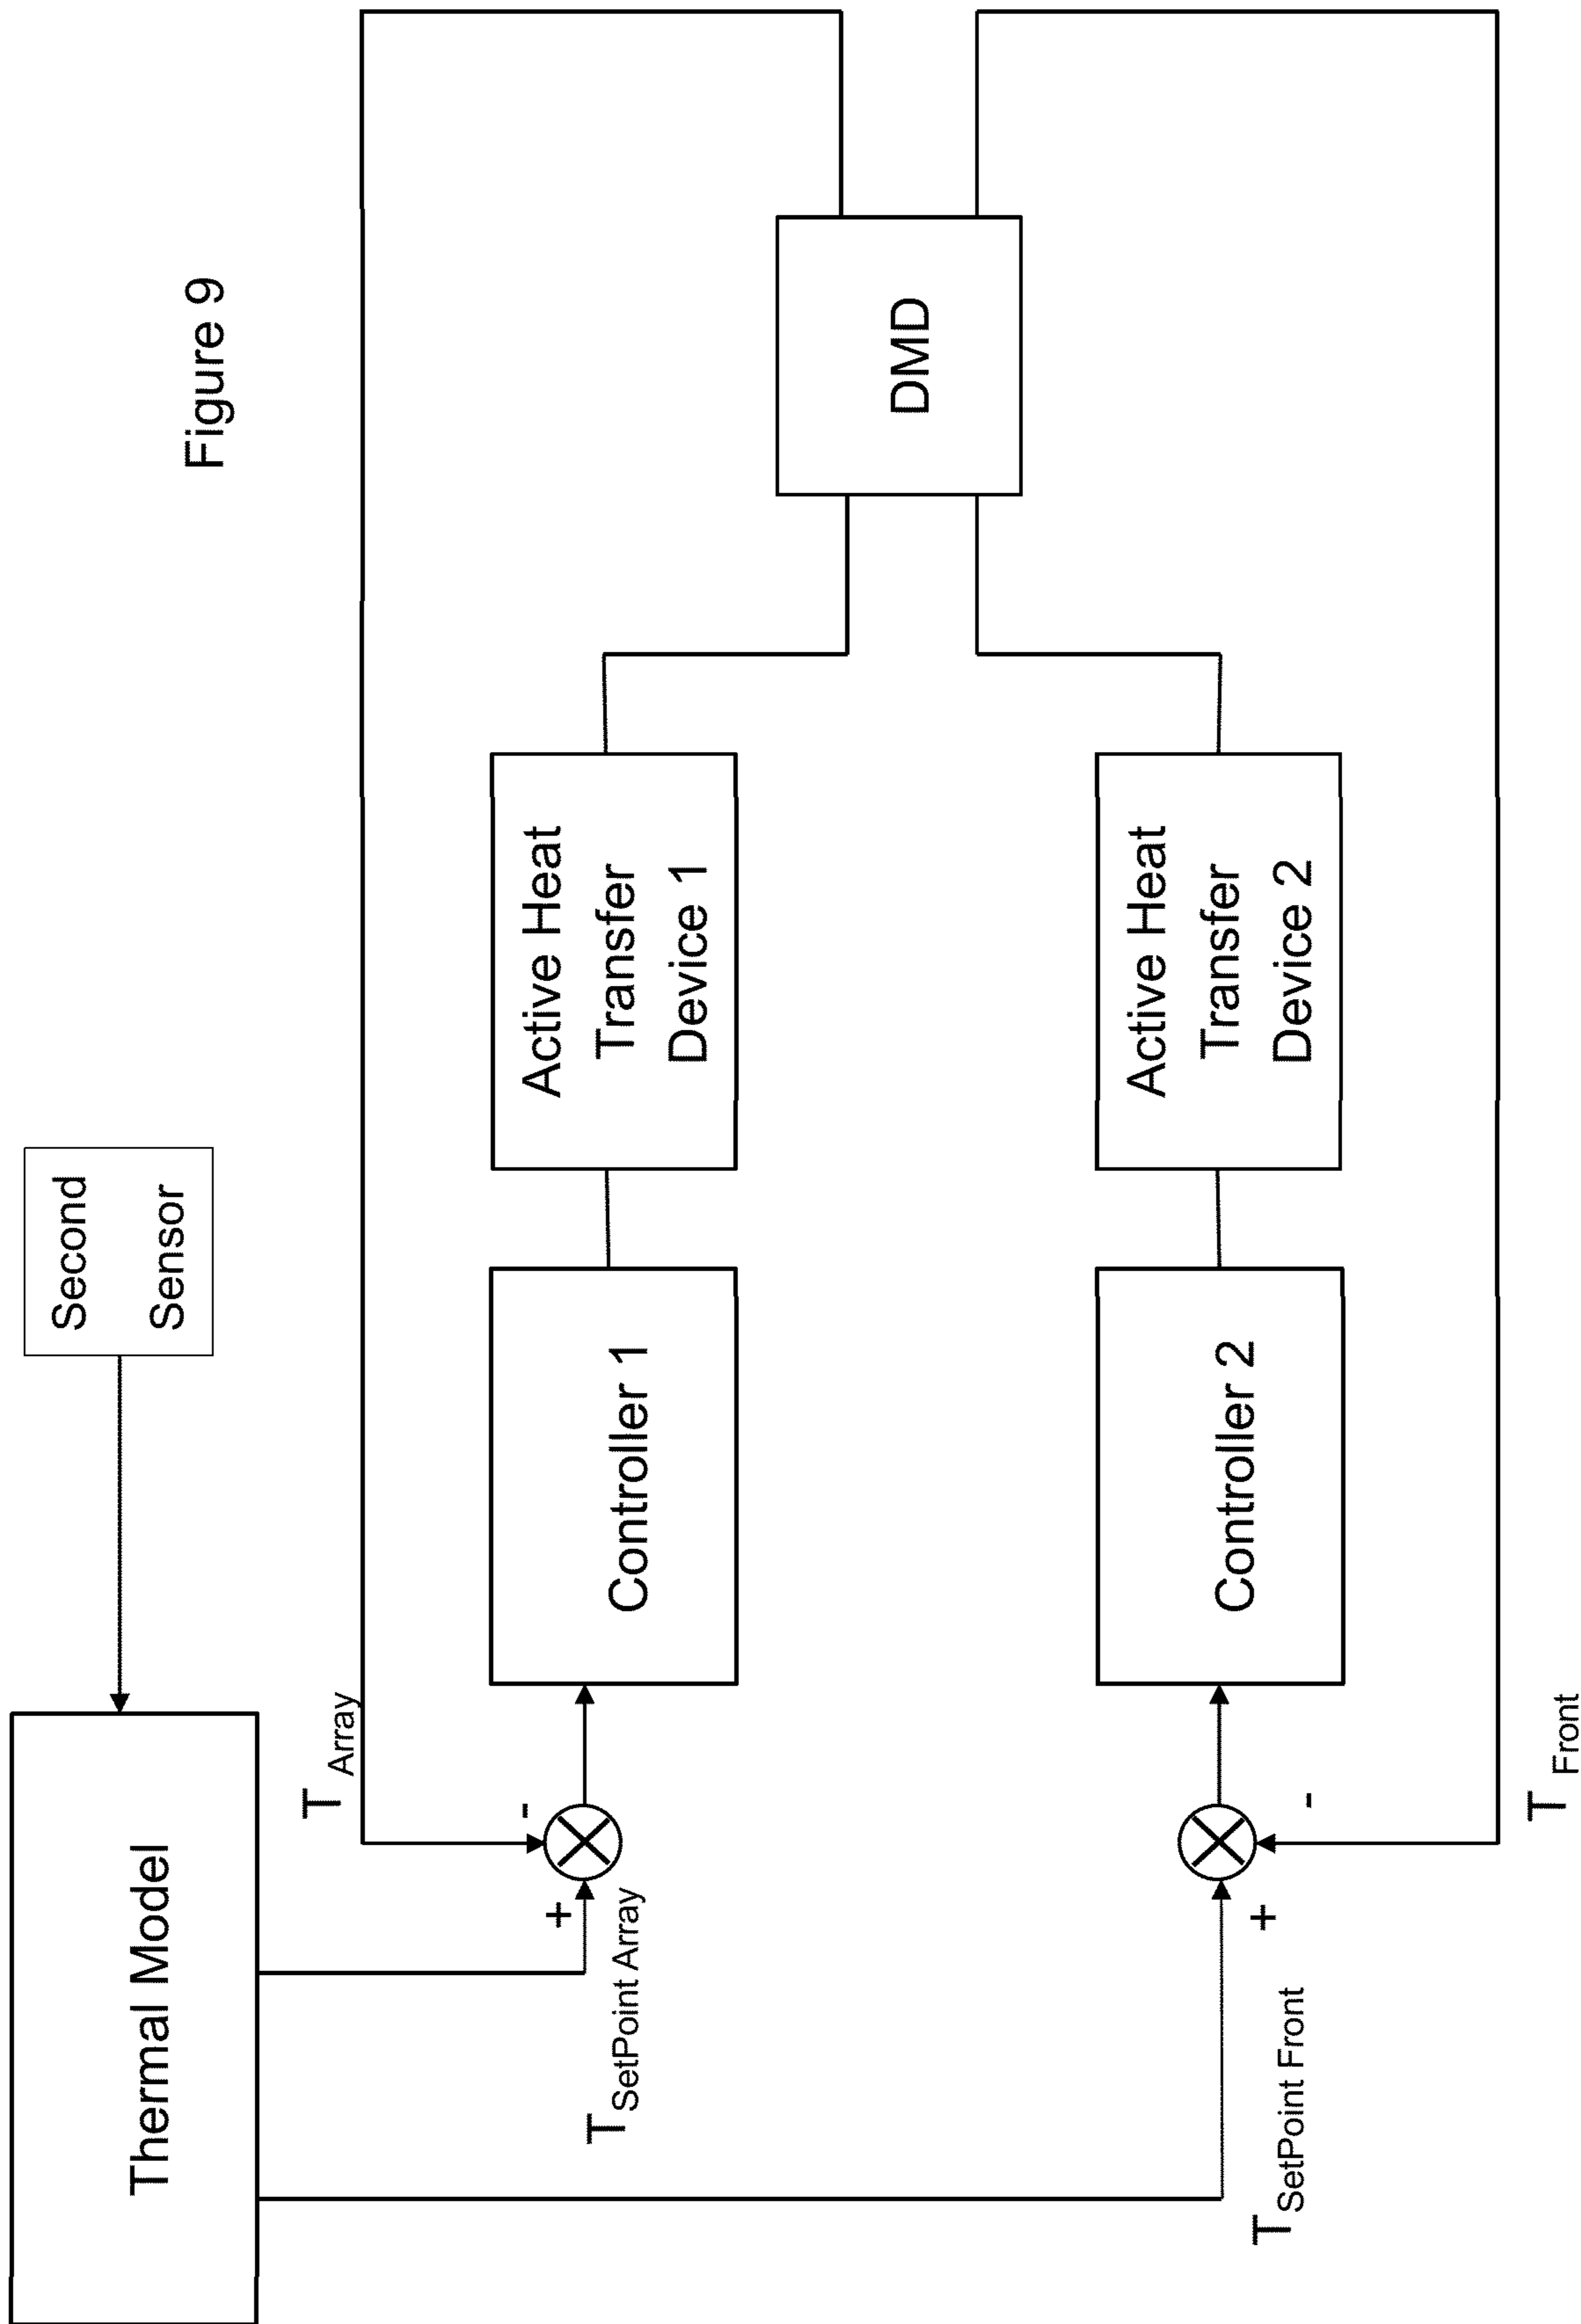 Figure 9
Second
Sensor
Thermal Model
T Array
-
+
T SetPoint Array
Controller 1
Active Heat
Transfer
Device 1
DMD
Controller 2
Active Heat
Transfer
Device 2
+
-
T SetPoint Front
T Front